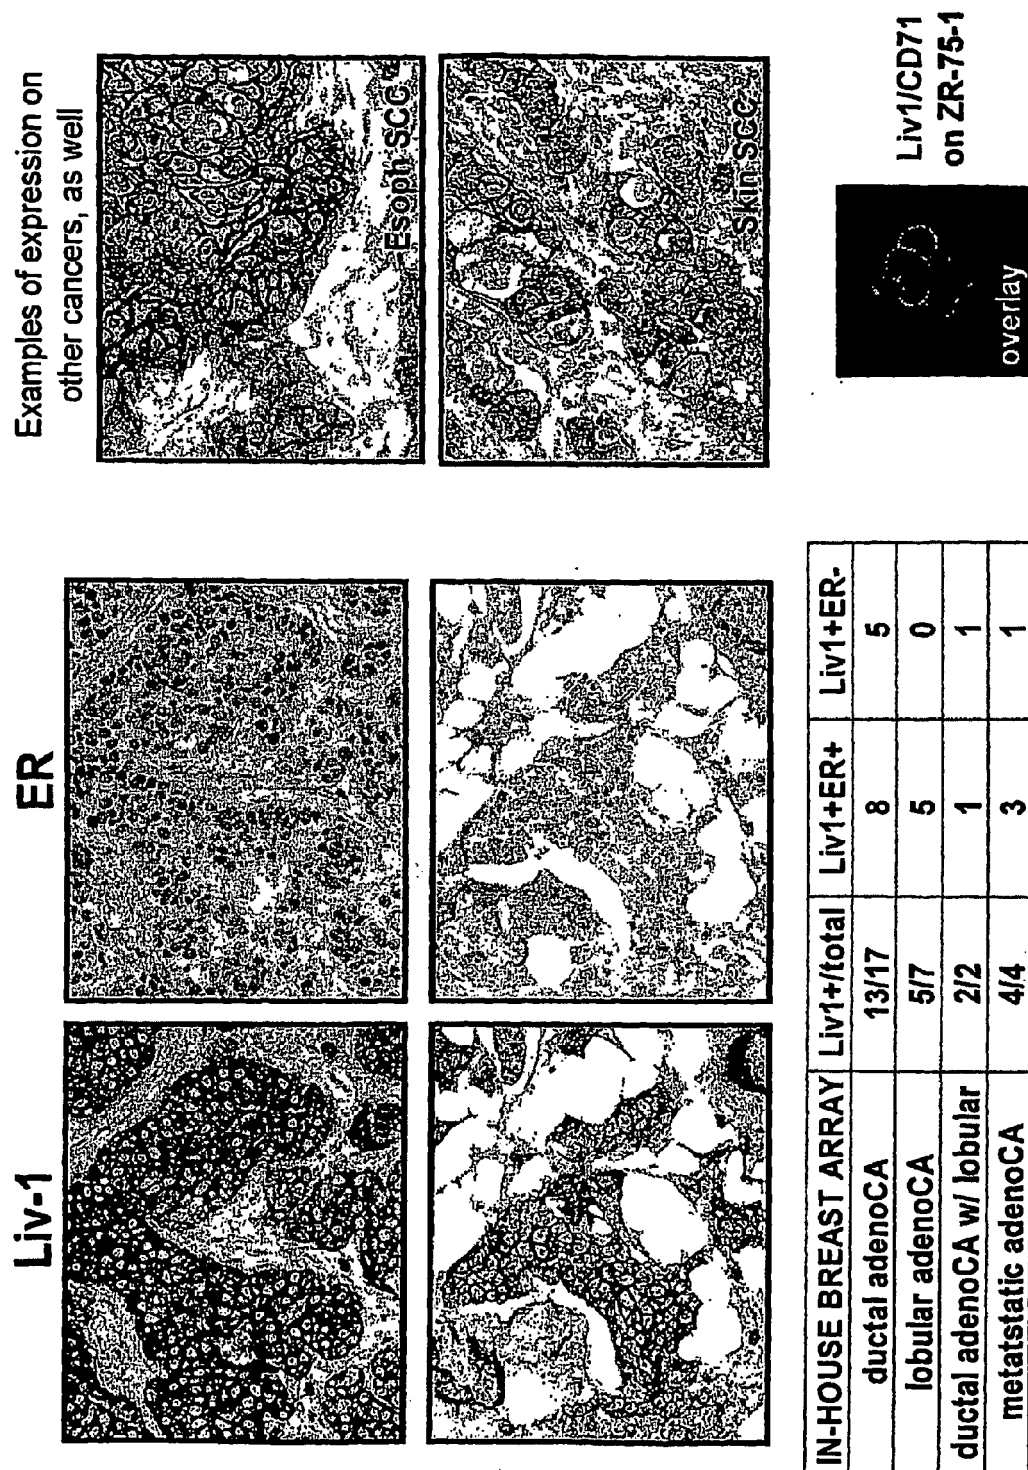 Liv-1
ER
Examples of expression on
other cancers, as well
Esoph SCC
Skin SCC
IN-HOUSE BREAST ARRAY Liv1+/total Liv1+ER+ Liv1+ER-
ductal adenoCA 13/17 8 5
lobular adenoCA 5/7 5 0
ductal adenoCA w/ lobular 2/2 1 1
metatstatic adenoCA 4/4 3 1
overlay
Liv1/CD71
on ZR-75-1